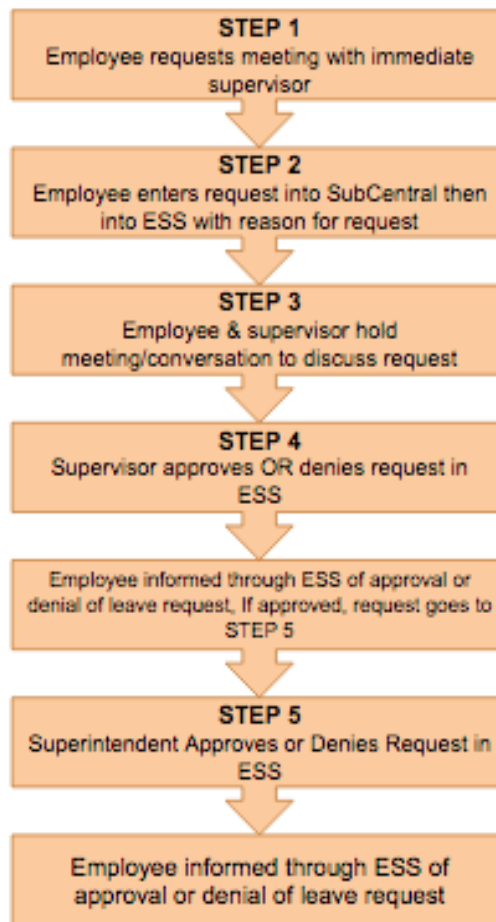 STEP 1
Employee requests meeting with immediate
supervisor
STEP 2
Employee enters request into SubCentral then
into ESS with reason for request
STEP 3
Employee & supervisor hold
meeting/conversation to discuss request
STEP 4
Supervisor approves OR denies request in
ESS
Employee informed through ESS of approval or
denial of leave request, If approved, request goes to
STEP 5
STEP 5
Superintendent Approves or Denies Request in
ESS
Employee informed through ESS of
approval or denial of leave request